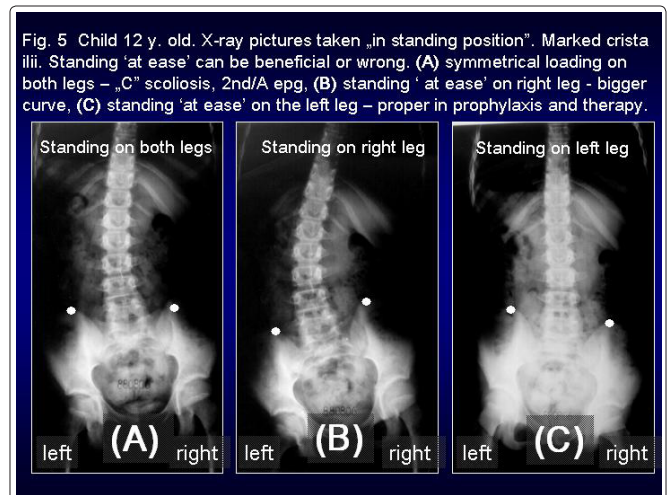 Fig. 5 Child 12 y. old. X-ray pictures taken „in standing position”. Marked crista
ilii. Standing ‘at ease’ can be beneficial or wrong. (A) symmetrical loading on
both legs – „C” scoliosis, 2nd/A epg, (B) standing ‘ at ease’ on right leg - bigger
curve, (C) standing ‘at ease’ on the left leg – proper in prophylaxis and therapy.
Standing on both legs
Standing on right leg
Standing on left leg
left (A) right
left (B) right
left (C) right